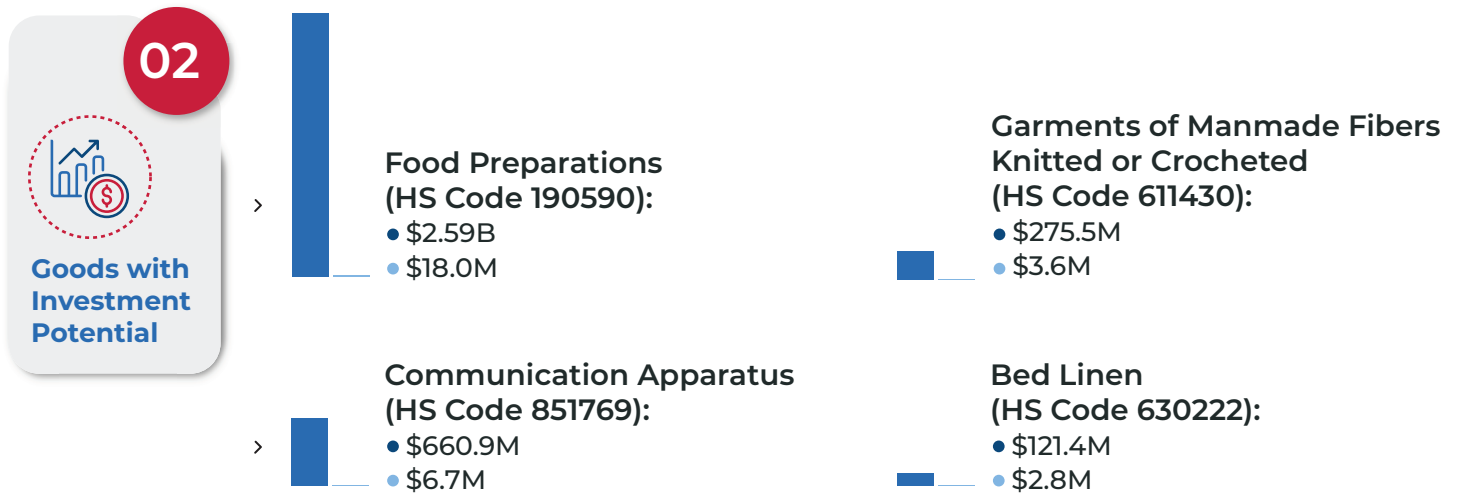 02
Goods with
Investment
Potential
Food Preparations
(HS Code 190590):
$2.59B
$18.0M
Garments of Manmade Fibers
Knitted or Crocheted
(HS Code 611430):
$275.5M
$3.6M
Communication Apparatus
(HS Code 851769):
$660.9M
$6.7M
Bed Linen
(HS Code 630222):
$121.4M
$2.8M